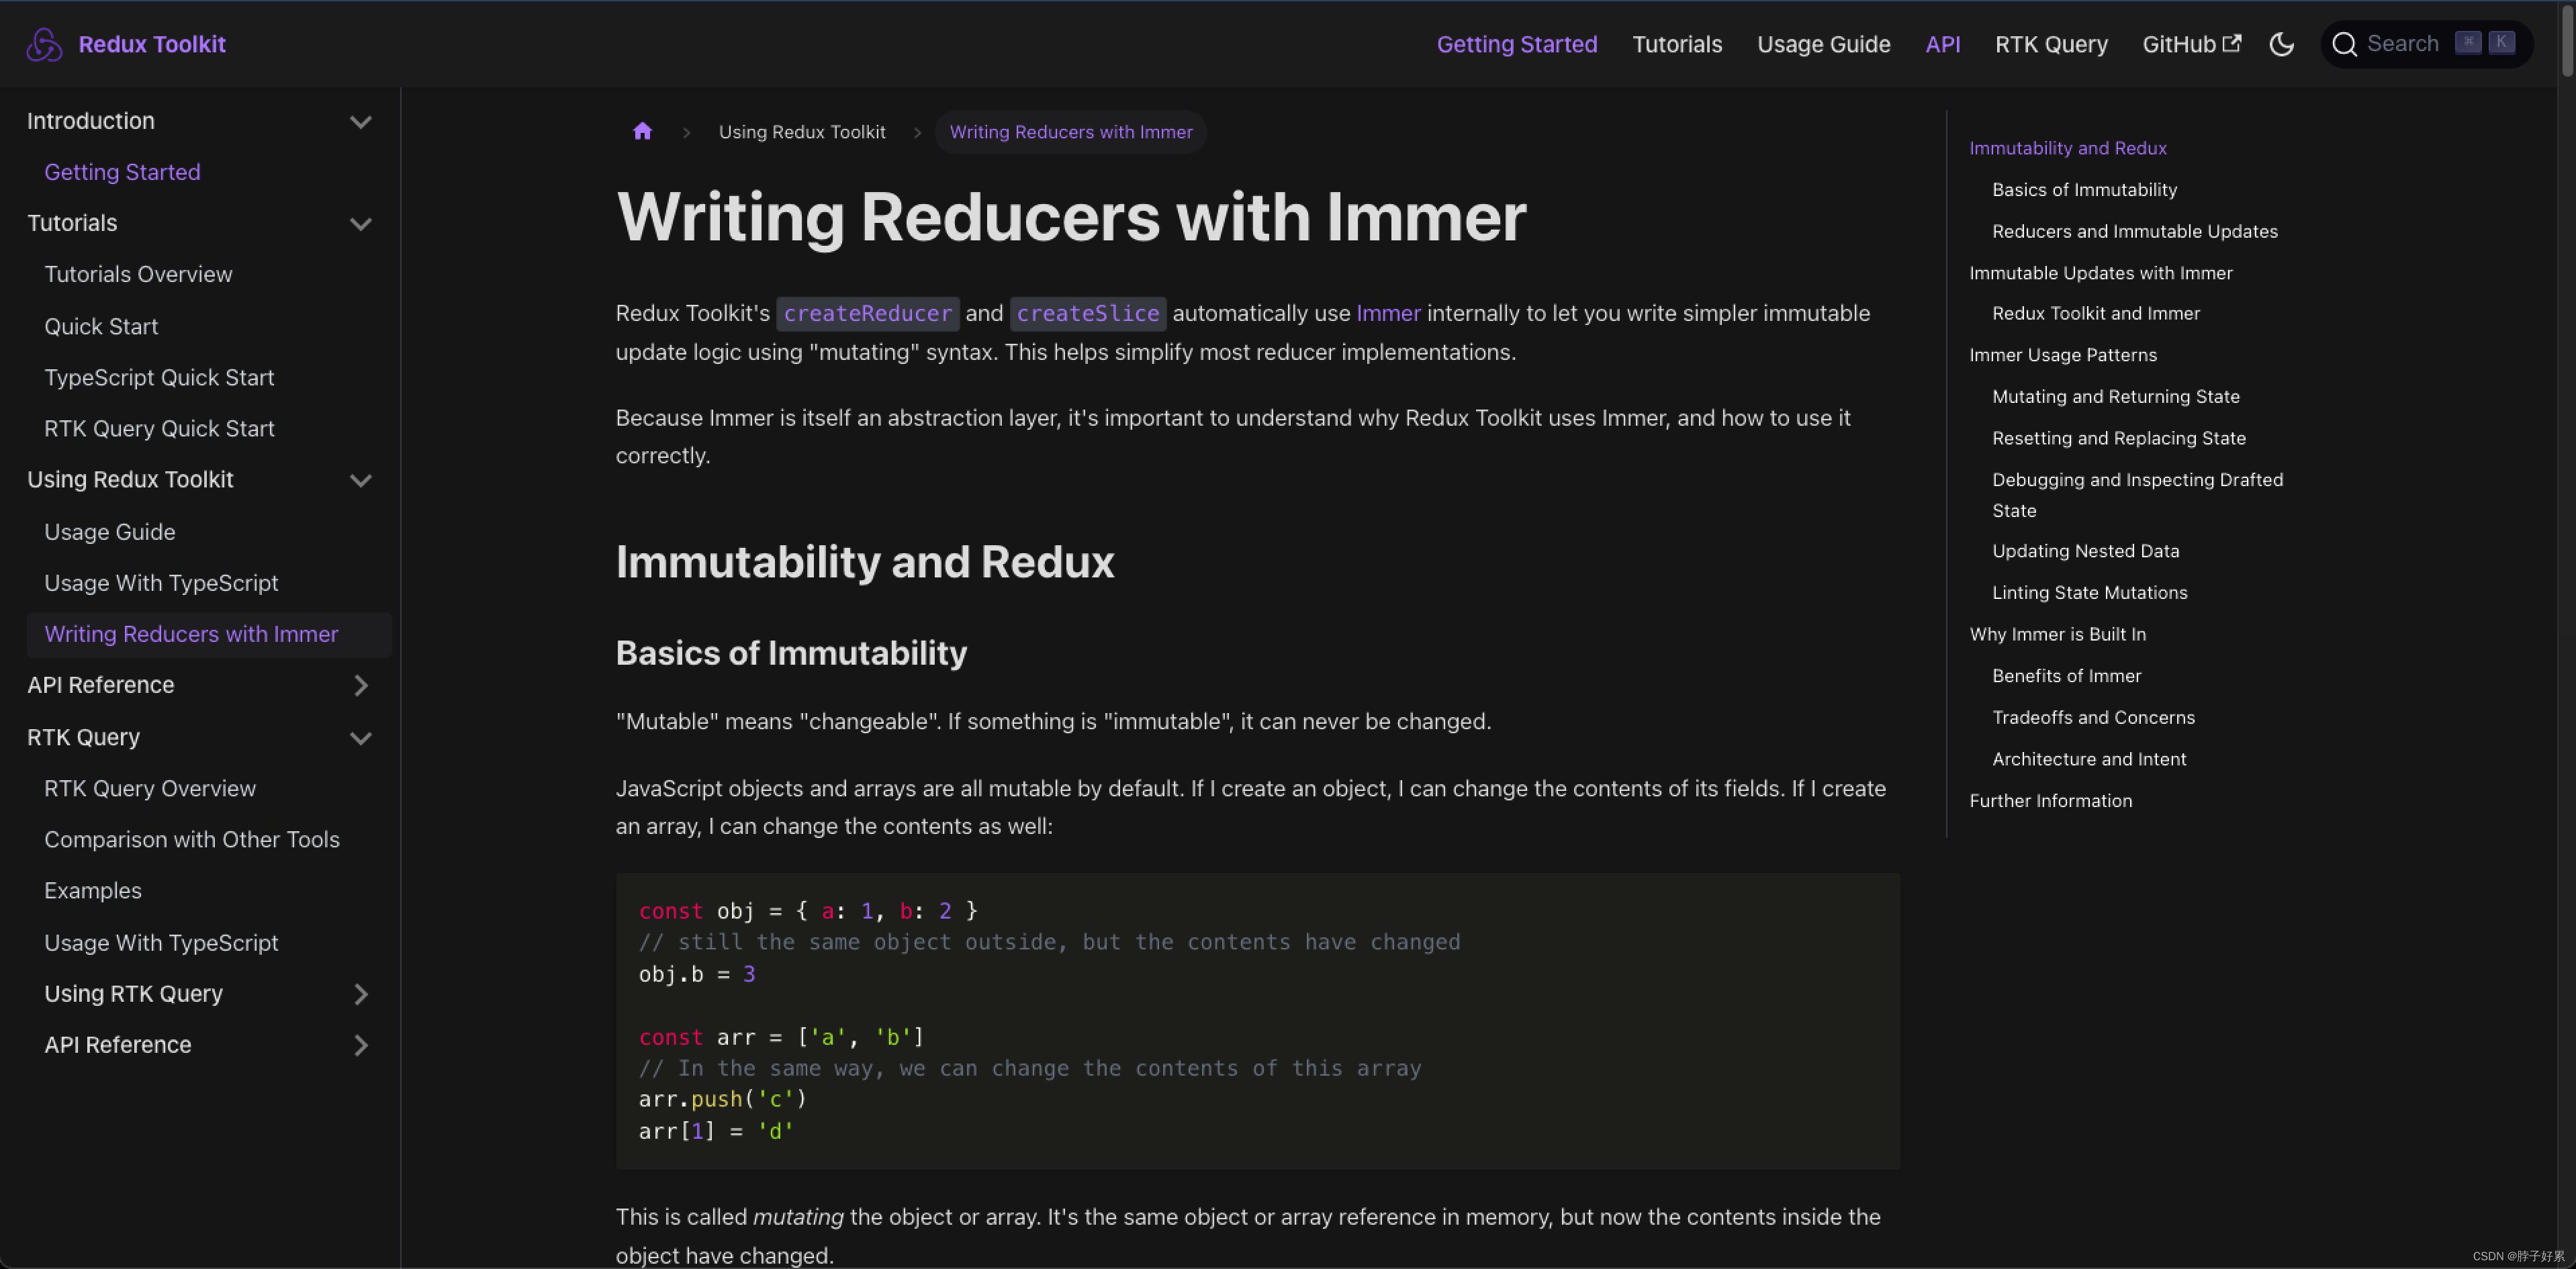 Redux Toolkit
Getting Started Tutorials Usage Guide API RTK Query GitHub Search ⌘ K
Introduction
Getting Started
Tutorials
Tutorials Overview
Quick Start
TypeScript Quick Start
RTK Query Quick Start
Using Redux Toolkit
Usage Guide
Usage With TypeScript
Writing Reducers with Immer
API Reference
RTK Query
RTK Query Overview
Comparison with Other Tools
Examples
Usage With TypeScript
Using RTK Query
API Reference
Using Redux Toolkit
Writing Reducers with Immer
Writing Reducers with Immer
Redux Toolkit's createReducer and createSlice automatically use Immer internally to let you write simpler immutable
update logic using "mutating" syntax. This helps simplify most reducer implementations.
Because Immer is itself an abstraction layer, it's important to understand why Redux Toolkit uses Immer, and how to use it
correctly.
Immutability and Redux
Basics of Immutability
"Mutable" means "changeable". If something is "immutable", it can never be changed.
JavaScript objects and arrays are all mutable by default. If I create an object, I can change the contents of its fields. If I create
an array, I can change the contents as well:
const obj = { a: 1, b: 2 }
// still the same object outside, but the contents have changed
obj.b = 3
const arr = ['a', 'b']
// In the same way, we can change the contents of this array
arr.push('c')
arr[1] = 'd'
This is called mutating the object or array. It's the same object or array reference in memory, but now the contents inside the
object have changed.
Immutability and Redux
Basics of Immutability
Reducers and Immutable Updates
Immutable Updates with Immer
Redux Toolkit and Immer
Immer Usage Patterns
Mutating and Returning State
Resetting and Replacing State
Debugging and Inspecting Drafted
State
Updating Nested Data
Linting State Mutations
Why Immer is Built In
Benefits of Immer
Tradeoffs and Concerns
Architecture and Intent
Further Information
CSDN @脖子好累